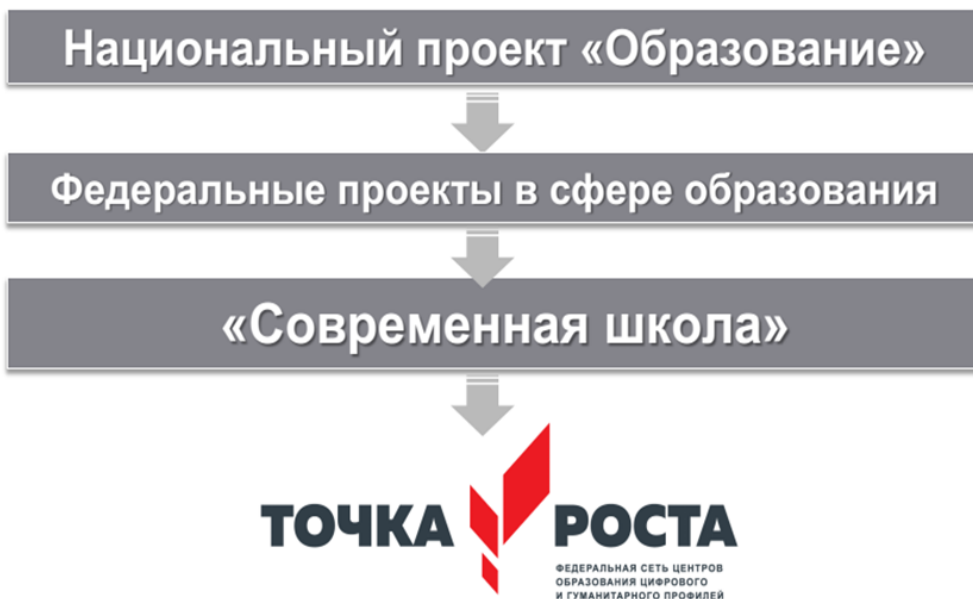 Национальный проект «Образование»
Федеральные проекты в сфере образования
«Современная школа»
ТОЧКА РОСТА
ФЕДЕРАЛЬНАЯ СЕТЬ ЦЕНТРОВ
ОБРАЗОВАНИЯ ЦИФРОВОГО
И ГУМАНИТАРНОГО ПРОФИЛЕЙ